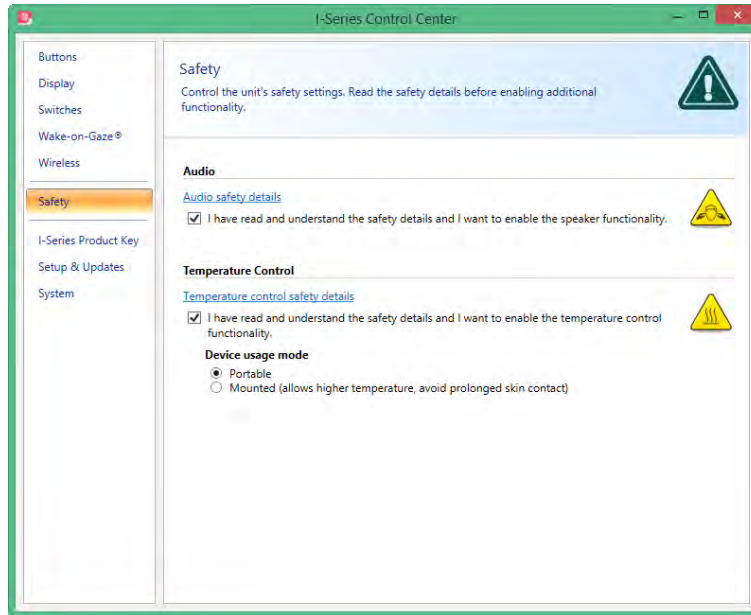 I-Series Control Center
Buttons
Display
Switches
Wake-on-Gaze®
Wireless
Safety
I-Series Product Key
Setup & Updates
System
Safety
Control the unit's safety settings. Read the safety details before enabling additional
functionality.
Audio
Audio safety details
I have read and understand the safety details and I want to enable the speaker functionality.
Temperature Control
Temperature control safety details
I have read and understand the safety details and I want to enable the temperature control
functionality.
Device usage mode
Portable
Mounted (allows higher temperature, avoid prolonged skin contact)